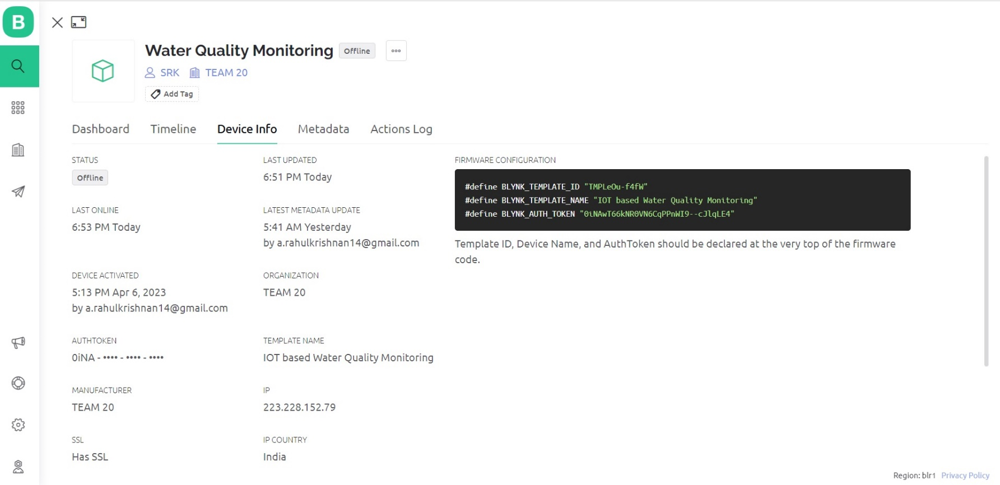 B
Water Quality Monitoring Offline
SRK TEAM 20
Add Tag
Dashboard Timeline Device Info Metadata Actions Log
STATUS
Offline
LAST UPDATED
6:51 PM Today
LAST ONLINE
6:53 PM Today
LATEST METADATA UPDATE
5:41 AM Yesterday
by a.rahulkrishnan14@gmail.com
DEVICE ACTIVATED
5:13 PM Apr 6, 2023
by a.rahulkrishnan14@gmail.com
ORGANIZATION
TEAM 20
AUTHTOKEN
0iNA - •••• - •••• - ••••
TEMPLATE NAME
IOT based Water Quality Monitoring
MANUFACTURER
TEAM 20
IP
223.228.152.79
SSL
Has SSL
IP COUNTRY
India
FIRMWARE CONFIGURATION
#define BLYNK_TEMPLATE_ID "TMPLeOu-f4fW"
#define BLYNK_TEMPLATE_NAME "IOT based Water Quality Monitoring"
#define BLYNK_AUTH_TOKEN "0iNAwT66kNR0VN6CqPPnWI9--cJlqLE4"
Template ID, Device Name, and AuthToken should be declared at the very top of the firmware
code.
Region: blr1 Privacy Policy